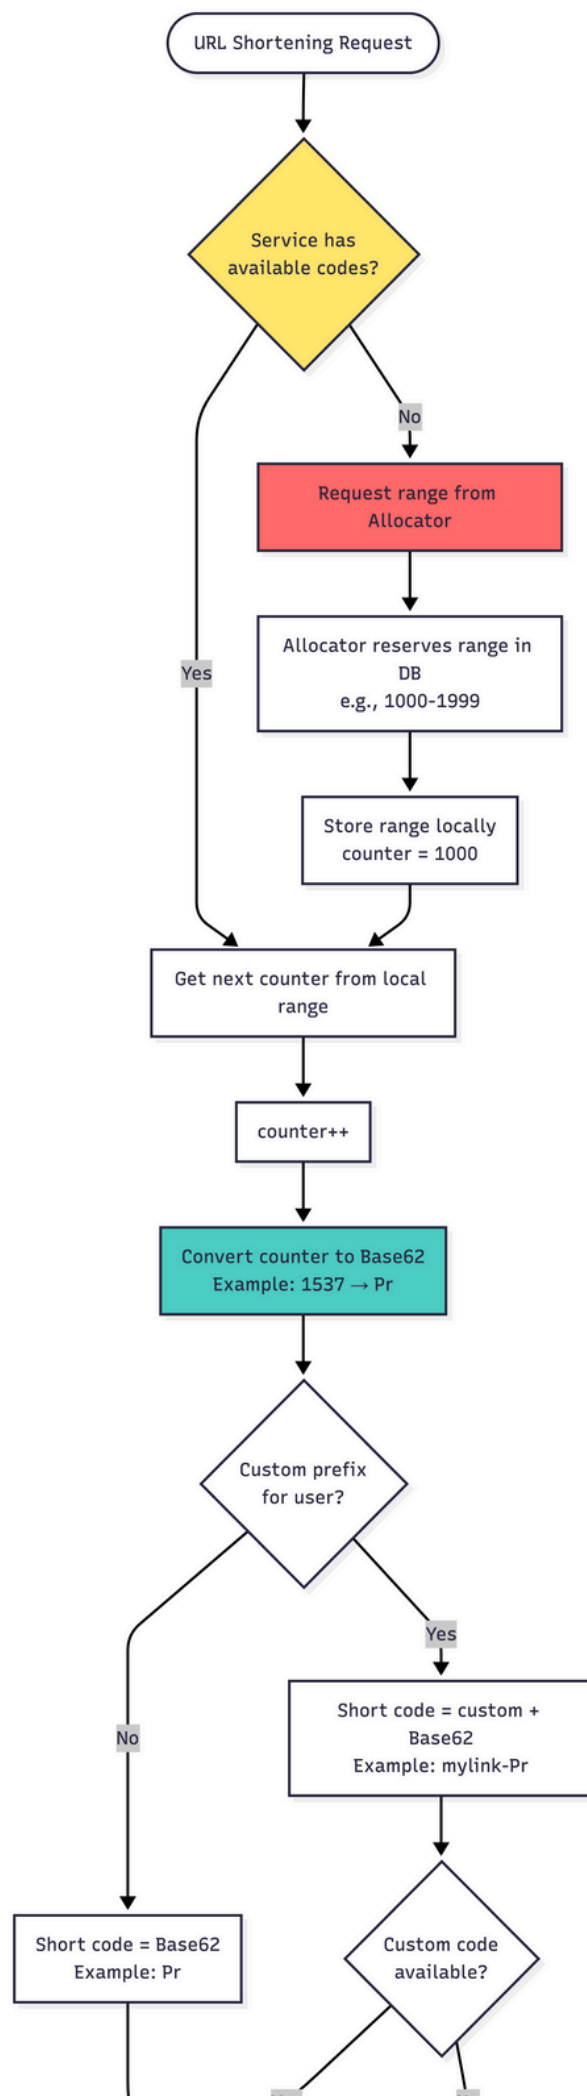 URL Shortening Request
Service has
available codes?
No
Request range from
Allocator
Allocator reserves range in
DB
e.g., 1000-1999
Yes
Store range locally
counter = 1000
Get next counter from local
range
counter++
Convert counter to Base62
Example: 1537 → Pr
Custom prefix
for user?
Yes
Short code = custom +
Base62
Example: mylink-Pr
No
Short code = Base62
Example: Pr
Custom code
available?